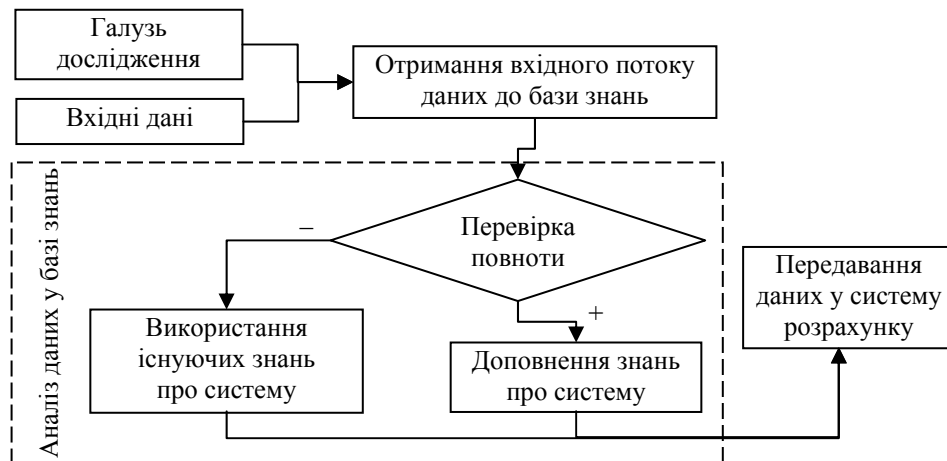 Галузь
дослідження
Вхідні дані
Отримання вхідного потоку
даних до бази знань
Аналіз даних у базі знань
Перевірка
повноти
–
+
Використання
існуючих знань
про систему
Доповнення знань
про систему
Передавання
даних у систему
розрахунку